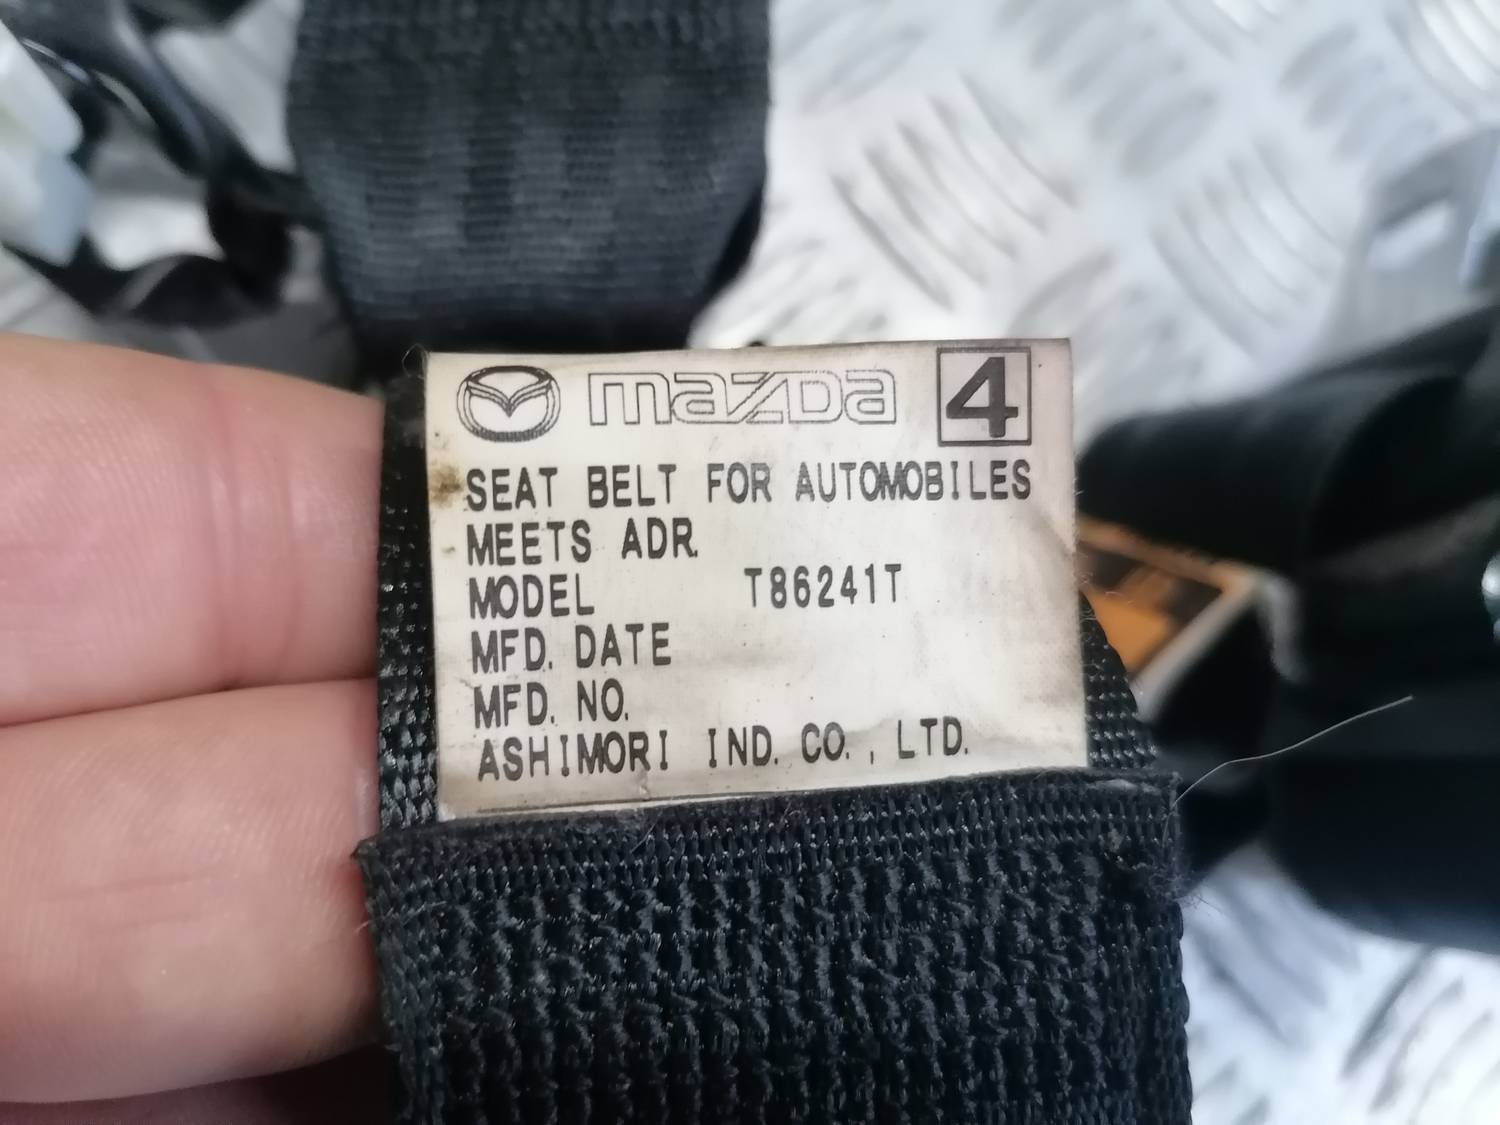 mazda 4
SEAT BELT FOR AUTOMOBILES
MEETS ADR.
MODEL T86241T
MFD. DATE
MFD. NO.
ASHIMORI IND. CO., LTD.